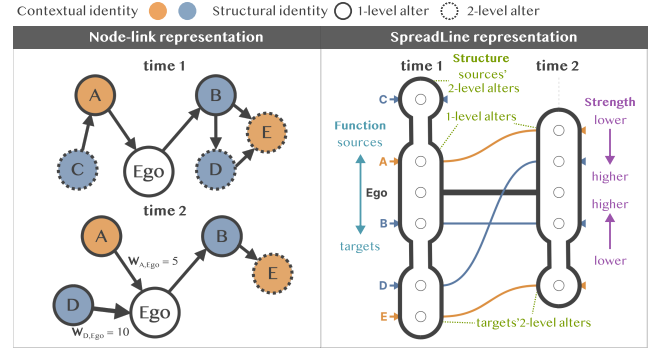 Contextual identity Structural identity 1-level alter 2-level alter
Node-link representation
time 1
A
B
E
C
Ego
D
time 2
A
B
W A,Ego = 5
E
D
Ego
W D,Ego = 10
SpreadLine representation
time 1
Structure
sources'
2-level alters
time 2
C
Function
sources
1-level alters
Strength
lower
A
higher
Ego
higher
B
targets
lower
D
E
targets'2-level alters